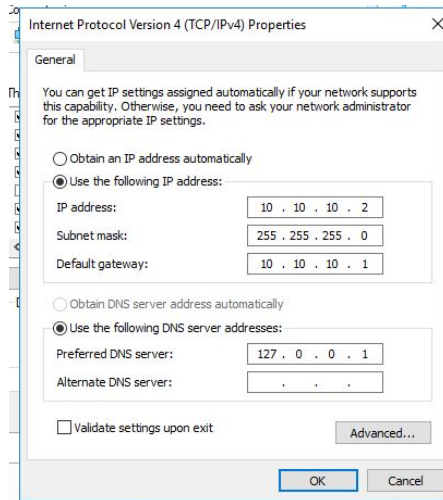 Internet Protocol Version 4 (TCP/IPv4) Properties
General
You can get IP settings assigned automatically if your network supports
this capability. Otherwise, you need to ask your network administrator
for the appropriate IP settings.
Obtain an IP address automatically
Use the following IP address:
IP address: 10 . 10 . 10 . 2
Subnet mask: 255 . 255 . 255 . 0
Default gateway: 10 . 10 . 10 . 1
Obtain DNS server address automatically
Use the following DNS server addresses:
Preferred DNS server: 127 . 0 . 0 . 1
Alternate DNS server: . . .
Validate settings upon exit
Advanced...
OK Cancel